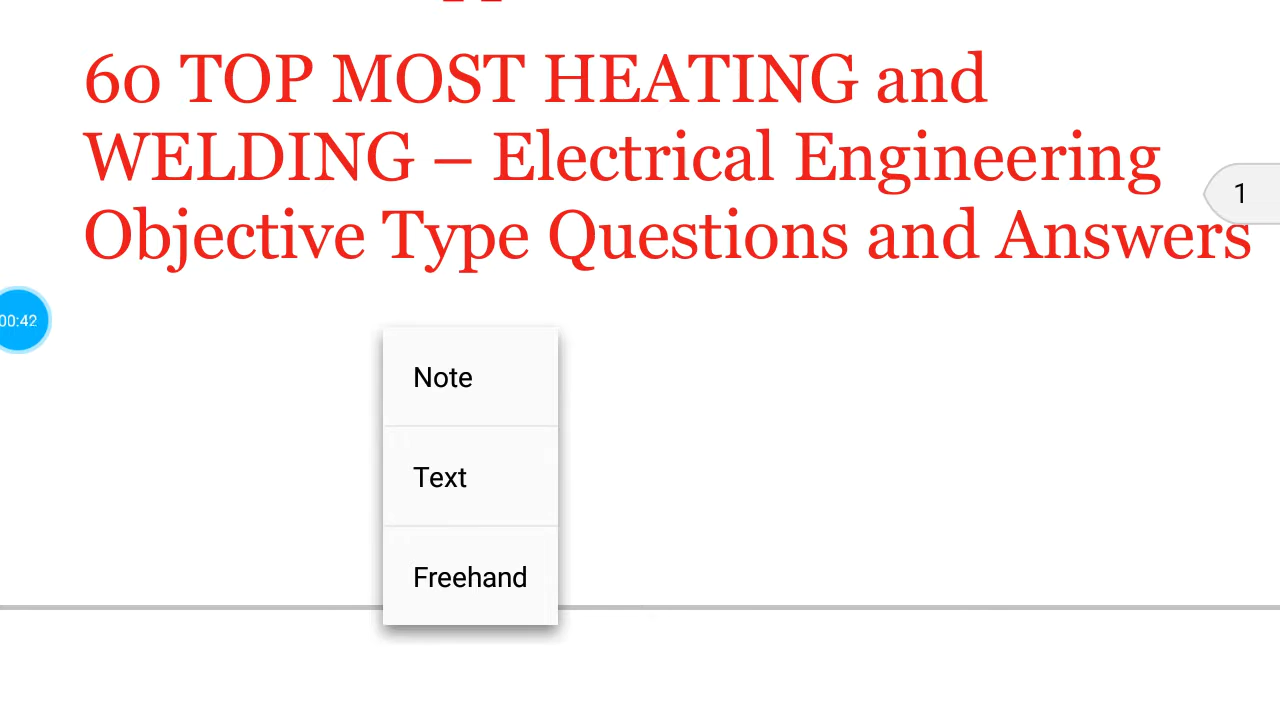 60 TOP MOST HEATING and
WELDING – Electrical Engineering
Objective Type Questions and Answers
1
00:42
Note
Text
Freehand